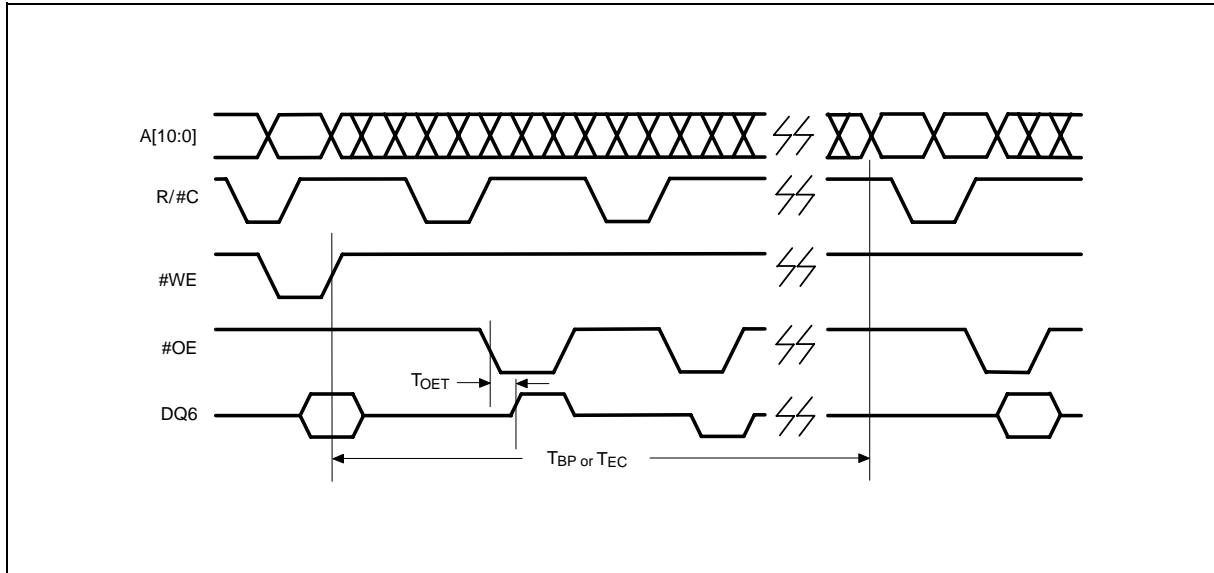 A[10:0]
R/#C
#WE
#OE
TOET
DQ6
TBP or TEC